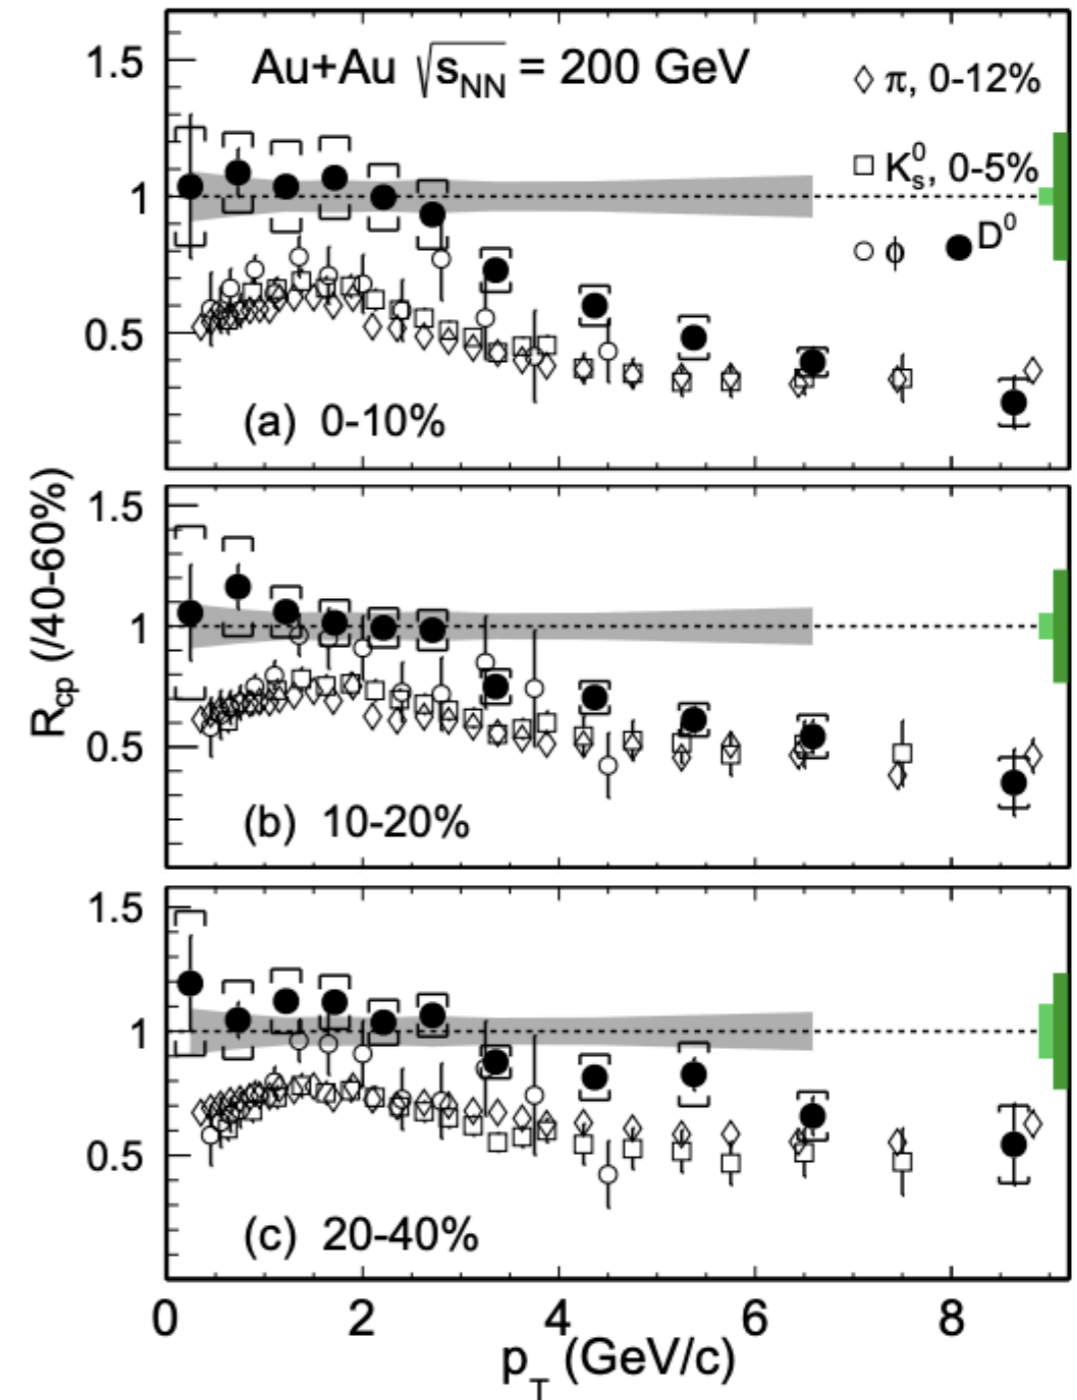 Au+Au √sNN = 200 GeV
π, 0-12%
K0s, 0-5%
ϕ D0
1.5
1
0.5
(a) 0-10%
Rcp (/40-60%)
1.5
1
0.5
(b) 10-20%
1.5
1
0.5
(c) 20-40%
0 2 4 6 8
pT (GeV/c)